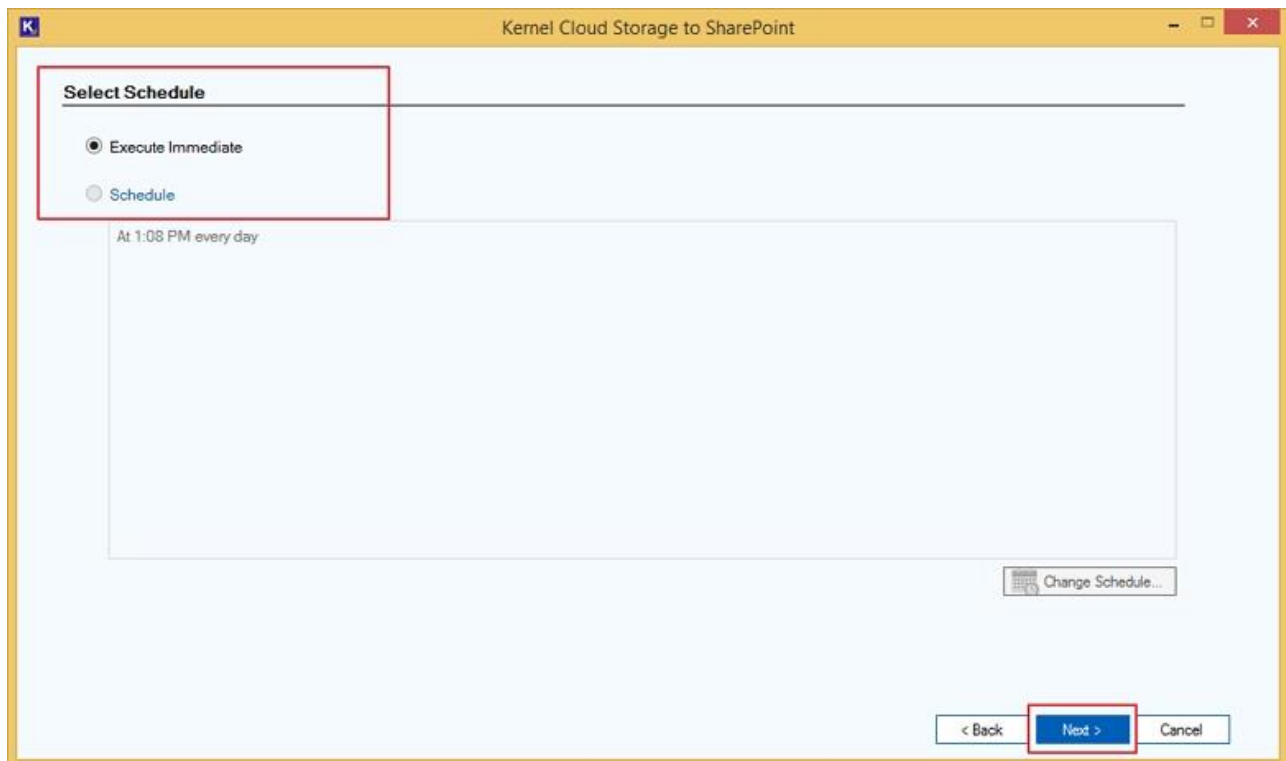 K
Kernel Cloud Storage to SharePoint
Select Schedule
Execute Immediate
Schedule
At 1:08 PM every day
Change Schedule...
< Back
Next >
Cancel